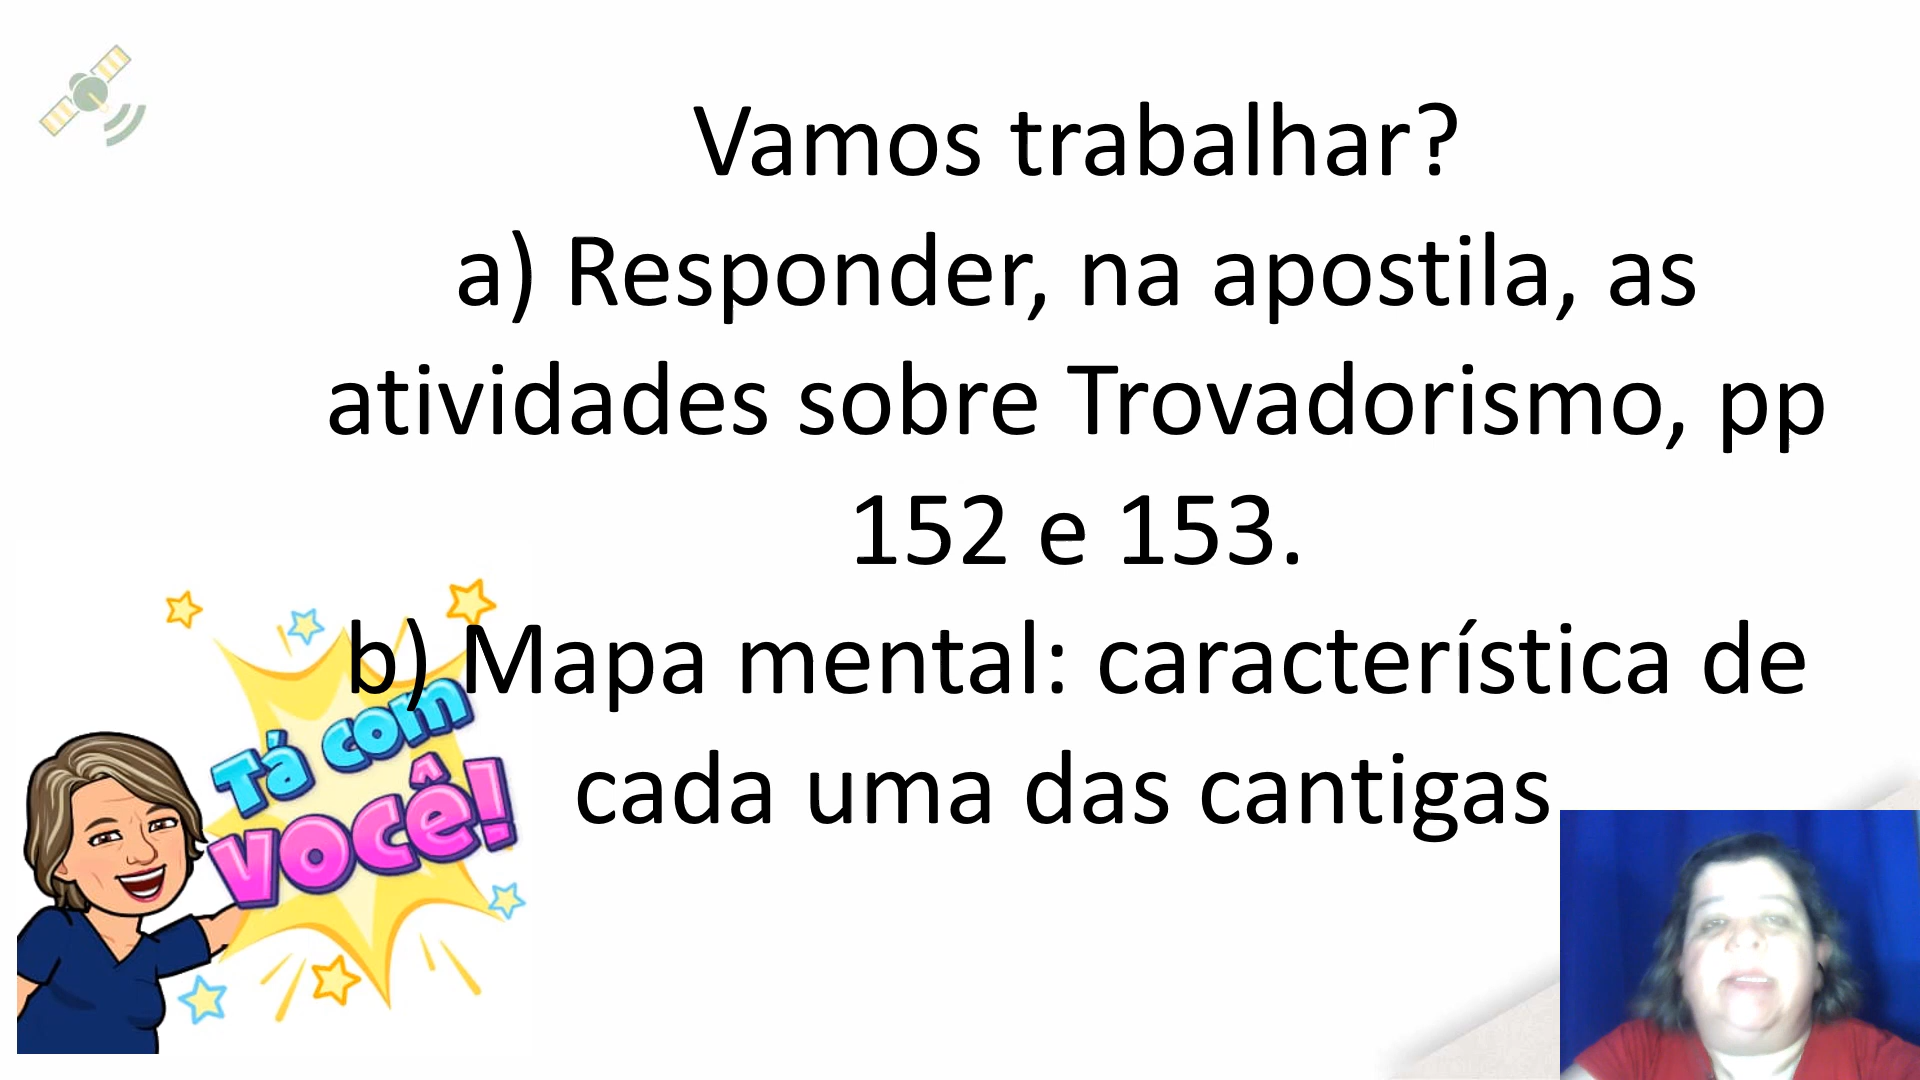 Vamos trabalhar?
a) Responder, na apostila, as
atividades sobre Trovadorismo, pp
152 e 153.
b) Mapa mental: característica de
cada uma das cantigas
Tá com
você!